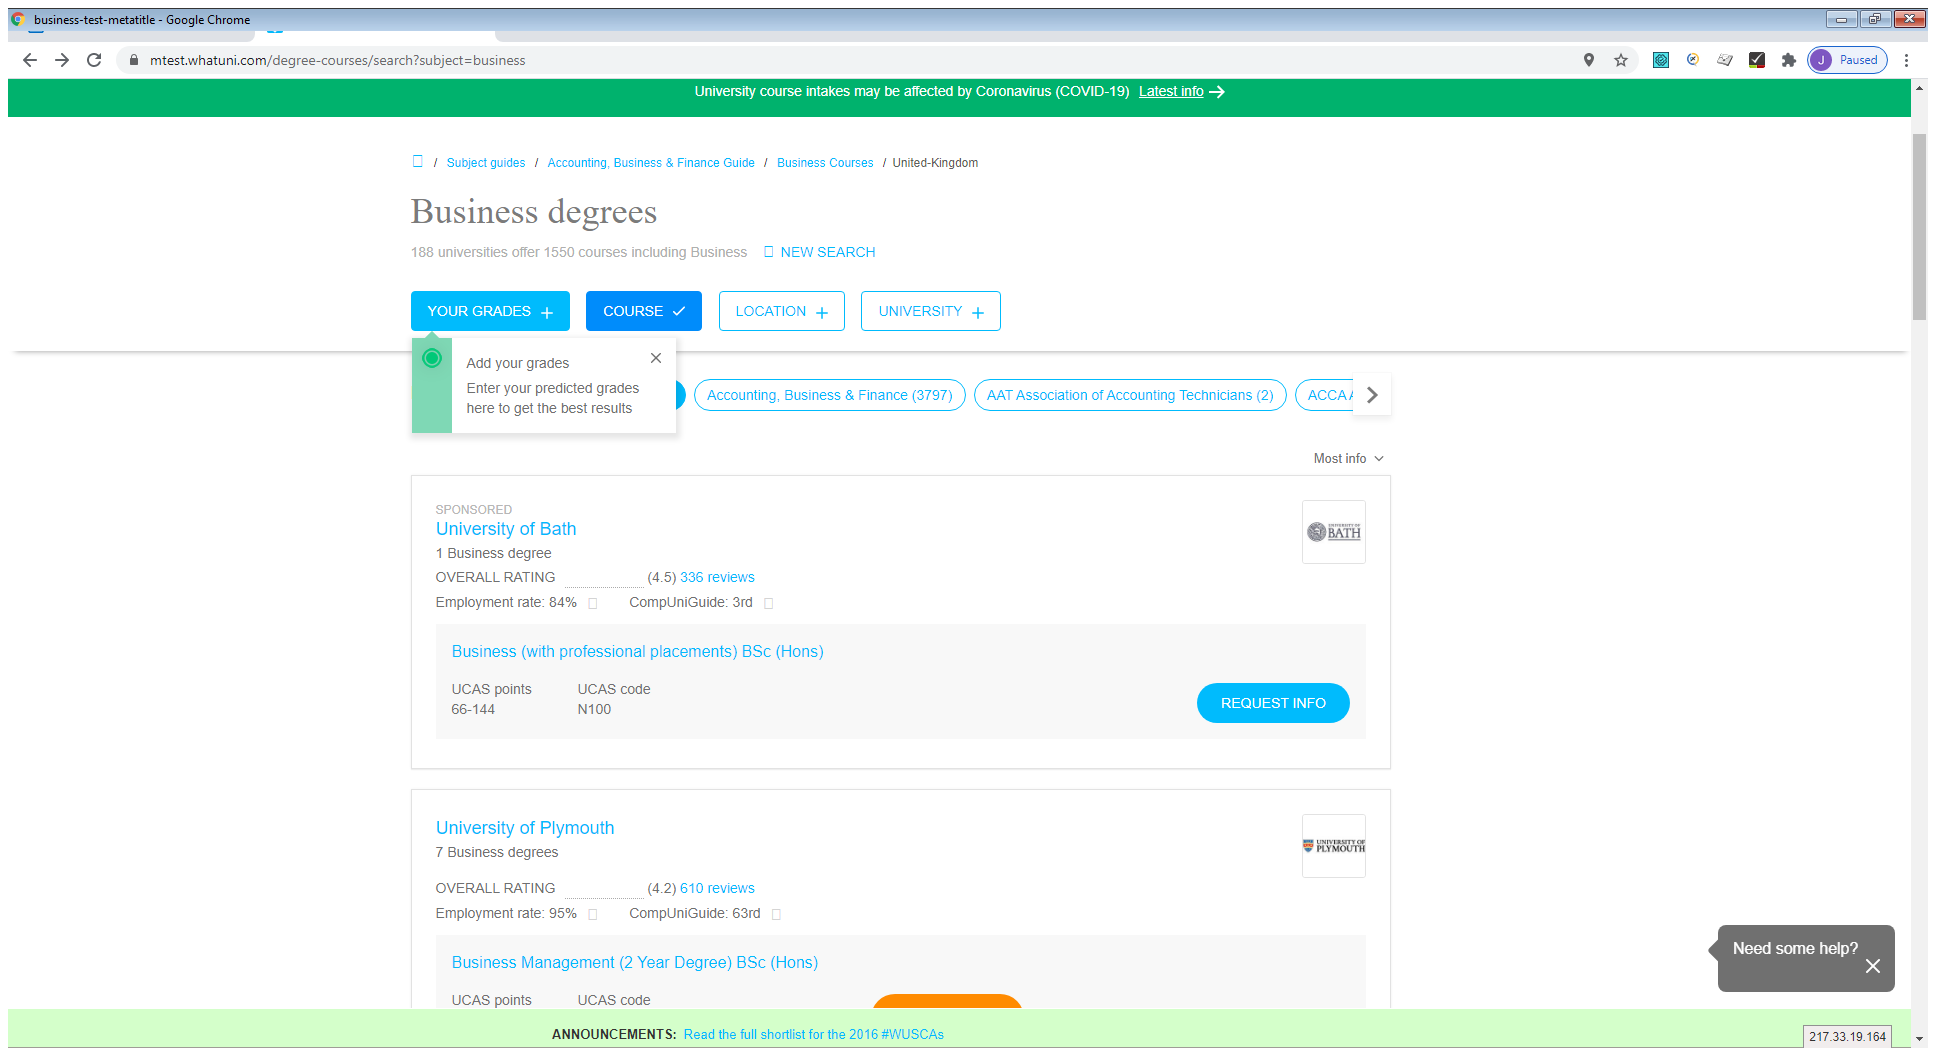 business-test-metatitle - Google Chrome
mtest.whatuni.com/degree-courses/search?subject=business
J Paused
University course intakes may be affected by Coronavirus (COVID-19) Latest info
/ Subject guides / Accounting, Business & Finance Guide / Business Courses / United-Kingdom
Business degrees
188 universities offer 1550 courses including Business NEW SEARCH
YOUR GRADES + COURSE LOCATION + UNIVERSITY +
Add your grades
Enter your predicted grades
here to get the best results
Accounting, Business & Finance (3797) AAT Association of Accounting Technicians (2) ACCA A
Most info
SPONSORED
University of Bath
UNIVERSITY OF
BATH
1 Business degree
OVERALL RATING (4.5) 336 reviews
Employment rate: 84% CompUniGuide: 3rd
Business (with professional placements) BSc (Hons)
UCAS points UCAS code
66-144 N100
REQUEST INFO
University of Plymouth
UNIVERSITY OF
PLYMOUTH
7 Business degrees
OVERALL RATING (4.2) 610 reviews
Employment rate: 95% CompUniGuide: 63rd
Business Management (2 Year Degree) BSc (Hons)
UCAS points UCAS code
Need some help?
ANNOUNCEMENTS: Read the full shortlist for the 2016 #WUSCAs
217.33.19.164